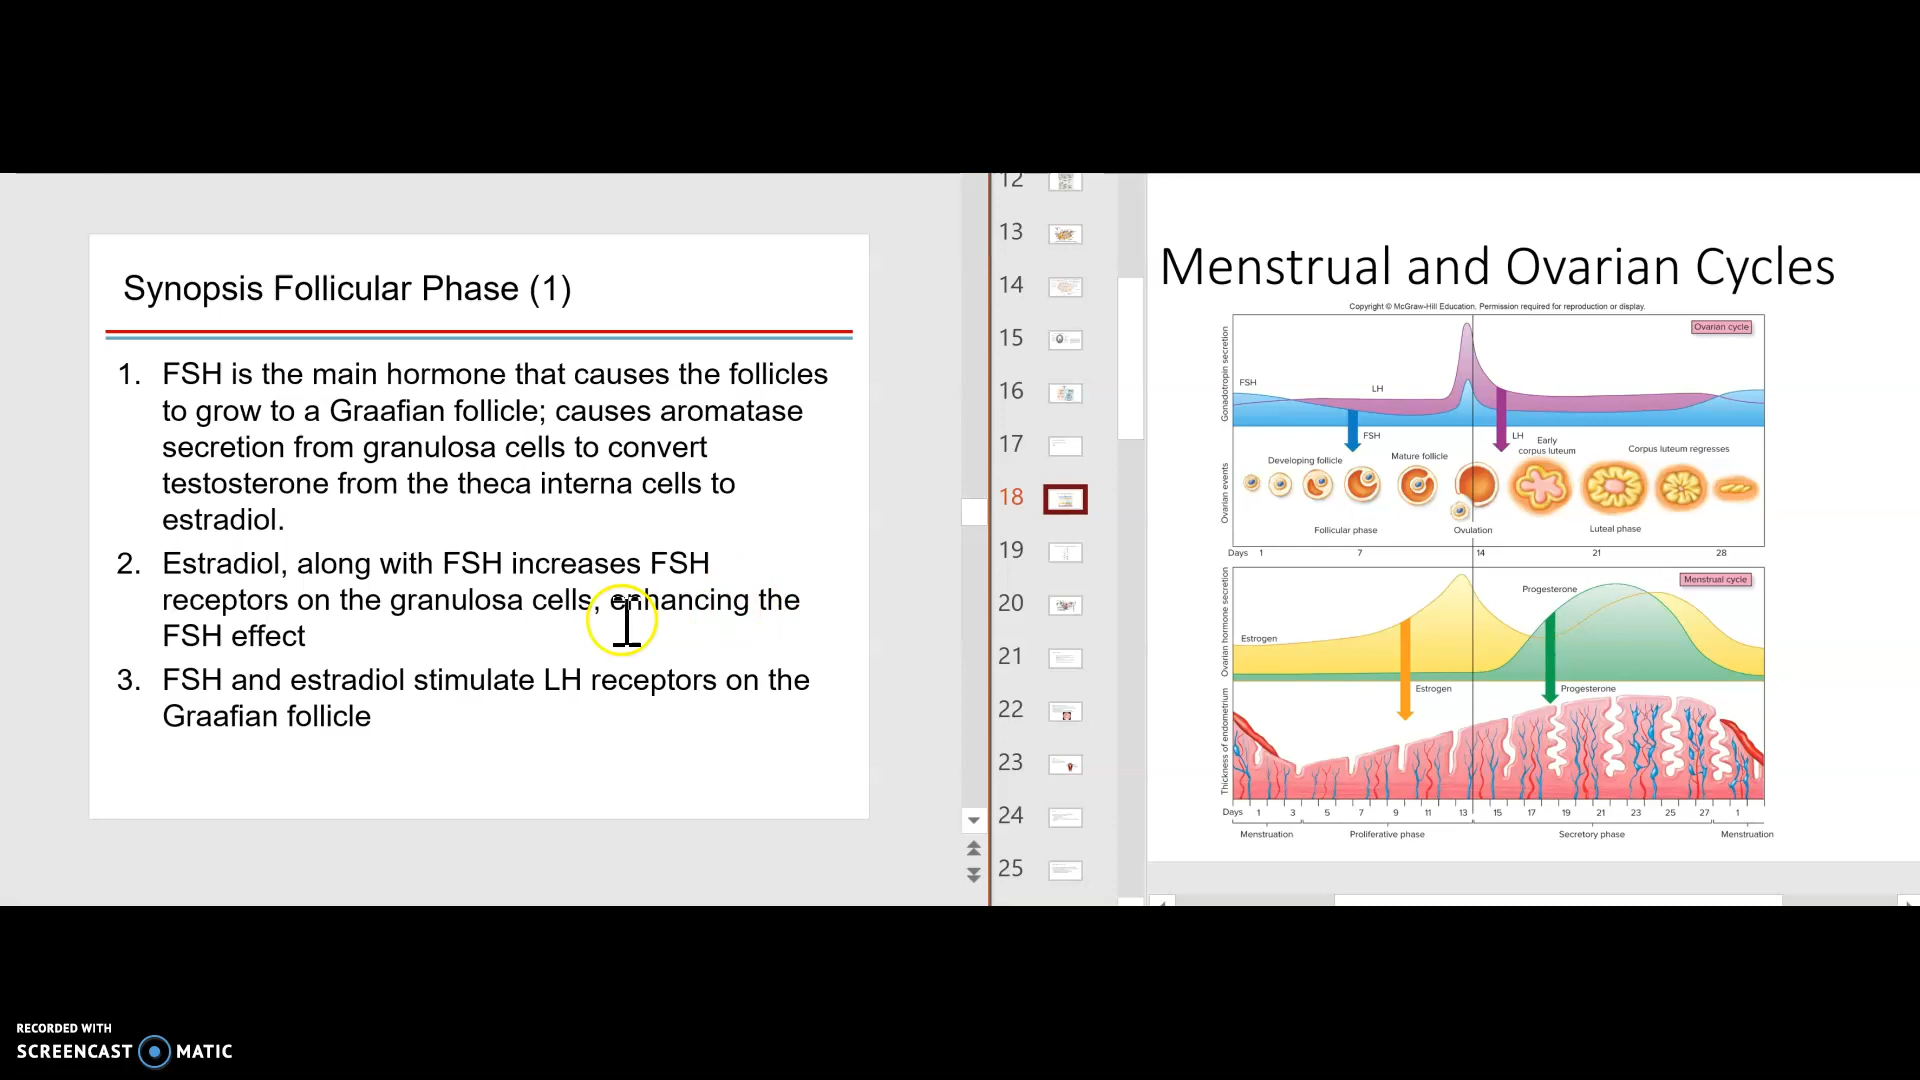 Synopsis Follicular Phase (1)
1. FSH is the main hormone that causes the follicles
to grow to a Graafian follicle; causes aromatase
secretion from granulosa cells to convert
testosterone from the theca interna cells to
estradiol.
2. Estradiol, along with FSH increases FSH
receptors on the granulosa cells, enhancing the
FSH effect
3. FSH and estradiol stimulate LH receptors on the
Graafian follicle
12
13
14
15
16
17
18
19
20
21
22
23
24
25
Menstrual and Ovarian Cycles
Copyright © McGraw-Hill Education. Permission required for reproduction or display.
Ovarian cycle
Gonadotropin secretion
FSH
LH
FSH
LH
Ovarian events
Developing follicle
Mature follicle
Early
corpus luteum
Corpus luteum regresses
Follicular phase
Ovulation
Luteal phase
Days 1 7 14 21 28
Menstrual cycle
Ovarian hormone secretion
Estrogen
Progesterone
Estrogen
Progesterone
Thickness of endometrium
Days 1 3 5 7 9 11 13 15 17 19 21 23 25 27 1
Menstruation Proliferative phase Secretory phase Menstruation
RECORDED WITH
SCREENCAST MATIC